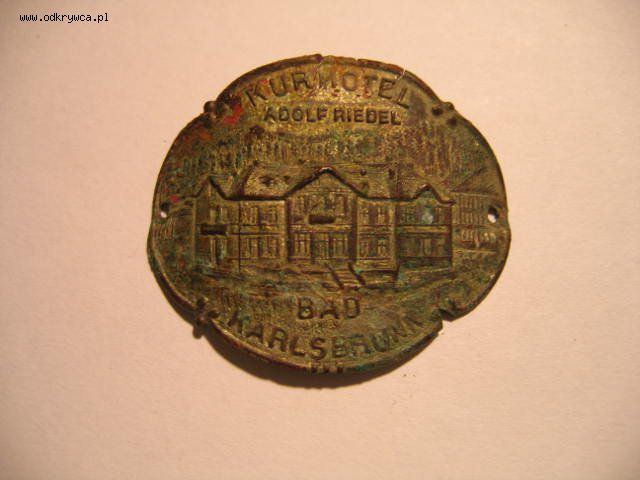 www.odkrywca.pl
KURHOTEL
ADOLF RIEDEL
BAD
KARLSBRUNN